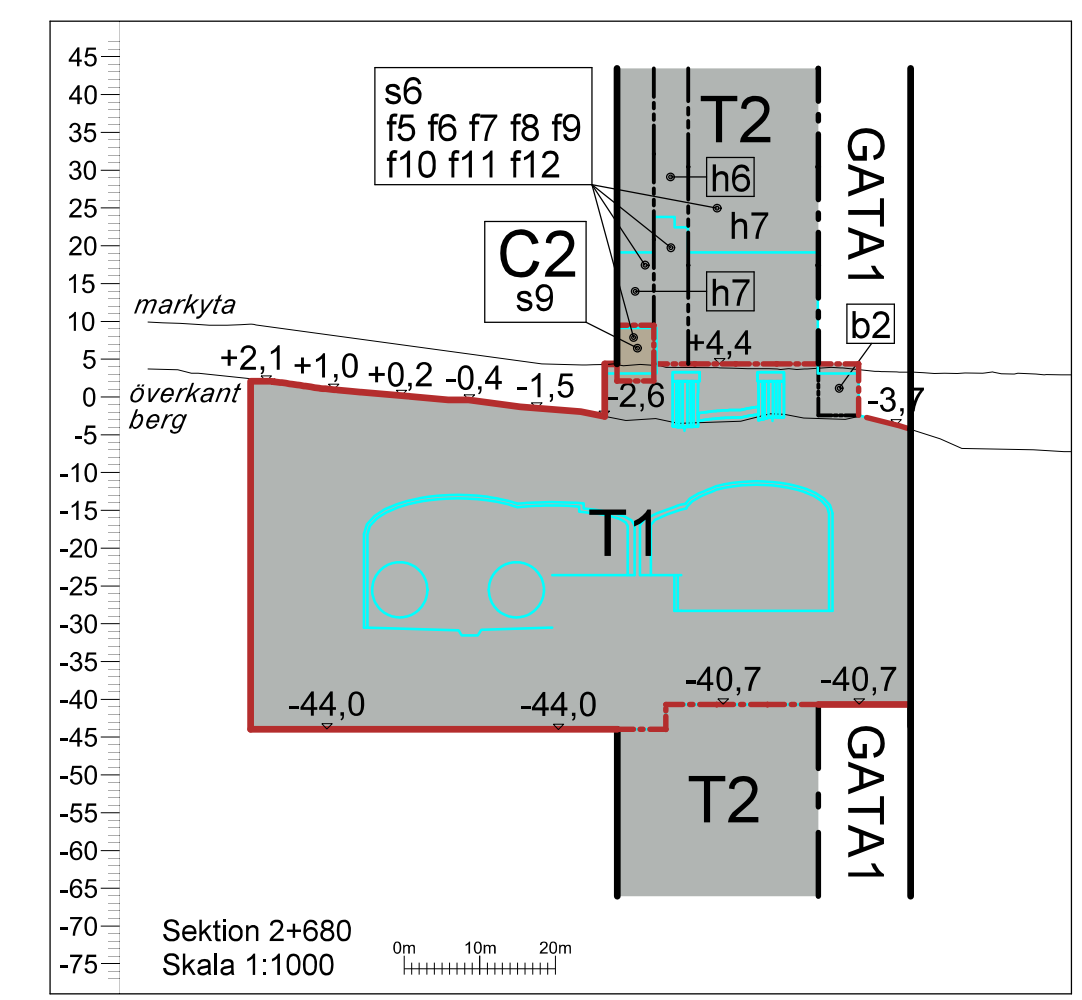 45
40
35
30
25
20
15
10
5
0
-5
-10
-15
-20
-25
-30
-35
-40
-45
-50
-55
-60
-65
-70
-75
s6
f5 f6 f7 f8 f9
f10 f11 f12
C2
s9
T2
h6
h7
h7
GATA1
b2
markyta
överkant
berg
+2,1
+1,0
+0,2
-0,4
-1,5
-2,6
+4,4
-3,7
T1
-44,0
-44,0
-40,7
-40,7
T2
GATA1
Sektion 2+680
Skala 1:1000
0m
10m
20m